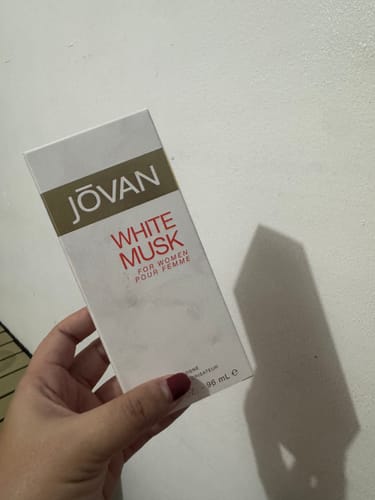 JŌVAN
WHITE
MUSK
FOR WOMEN
POUR FEMME
96 mL e